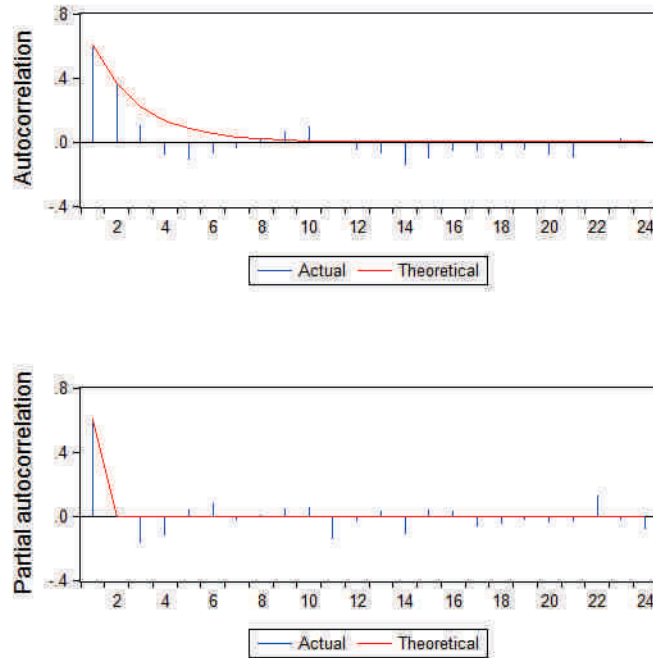 .8
.4
.0
-.4
Autocorrelation
2 4 6 8 10 12 14 16 18 20 22 24
Actual Theoretical
.8
.4
.0
-.4
Partial autocorrelation
2 4 6 8 10 12 14 16 18 20 22 24
Actual Theoretical